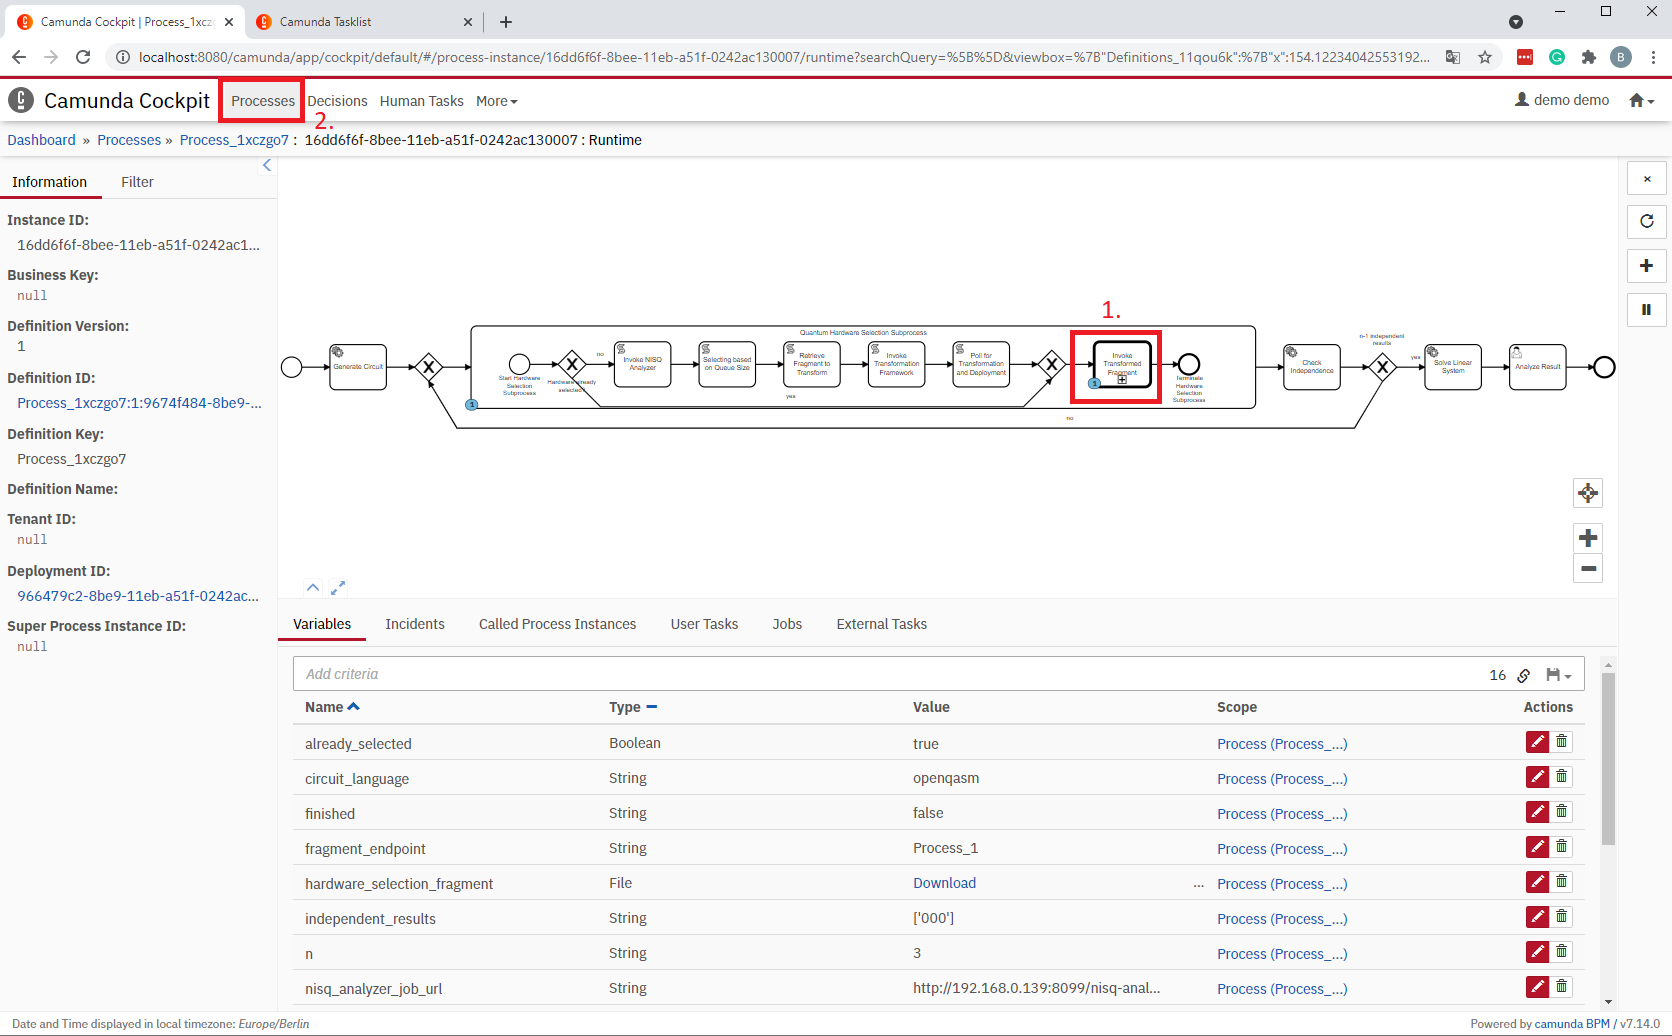 Camunda Cockpit | Process_1xczg
Camunda Tasklist
localhost:8080/camunda/app/cockpit/default/#/process-instance/16dd6f6f-8bee-11eb-a51f-0242ac130007/runtime?searchQuery=%5B%5D&viewbox=%7B"Definitions_11qou6k":%7B"x":154.12234042553192...
B
Camunda Cockpit
Processes
Decisions
Human Tasks
More
demo demo
2.
Dashboard » Processes » Process_1xczgo7 : 16dd6f6f-8bee-11eb-a51f-0242ac130007 : Runtime
Information
Filter
Instance ID:
16dd6f6f-8bee-11eb-a51f-0242ac1...
Business Key:
null
Definition Version:
1
Definition ID:
Process_1xczgo7:1:9674f484-8be9-...
Definition Key:
Process_1xczgo7
Definition Name:
Tenant ID:
null
Deployment ID:
966479c2-8be9-11eb-a51f-0242ac...
Super Process Instance ID:
null
1.
Generate Circuit
Quantum Hardware Selection Subprocess
Start Hardware
Selection
Subprocess
Hardware already
selected?
no
yes
Invoke NISQ
Analyzer
Selecting based
on Queue Size
Retrieve
Fragment to
Transform
Invoke
Transformation
Framework
Poll for
Transformation
and Deployment
Invoke
Transformed
Fragment
1
Terminate
Hardware
Selection
Subprocess
1
no
Check
Independence
n-1 independent
results
yes
Solve Linear
System
Analyze Result
Variables
Incidents
Called Process Instances
User Tasks
Jobs
External Tasks
Add criteria
16
Name Type Value Scope Actions
already_selected Boolean true Process (Process_...)
circuit_language String openqasm Process (Process_...)
finished String false Process (Process_...)
fragment_endpoint String Process_1 Process (Process_...)
hardware_selection_fragment File Download ... Process (Process_...)
independent_results String ['000'] Process (Process_...)
n String 3 Process (Process_...)
nisq_analyzer_job_url String http://192.168.0.139:8099/nisq-anal... Process (Process_...)
Date and Time displayed in local timezone: Europe/Berlin
Powered by camunda BPM / v7.14.0